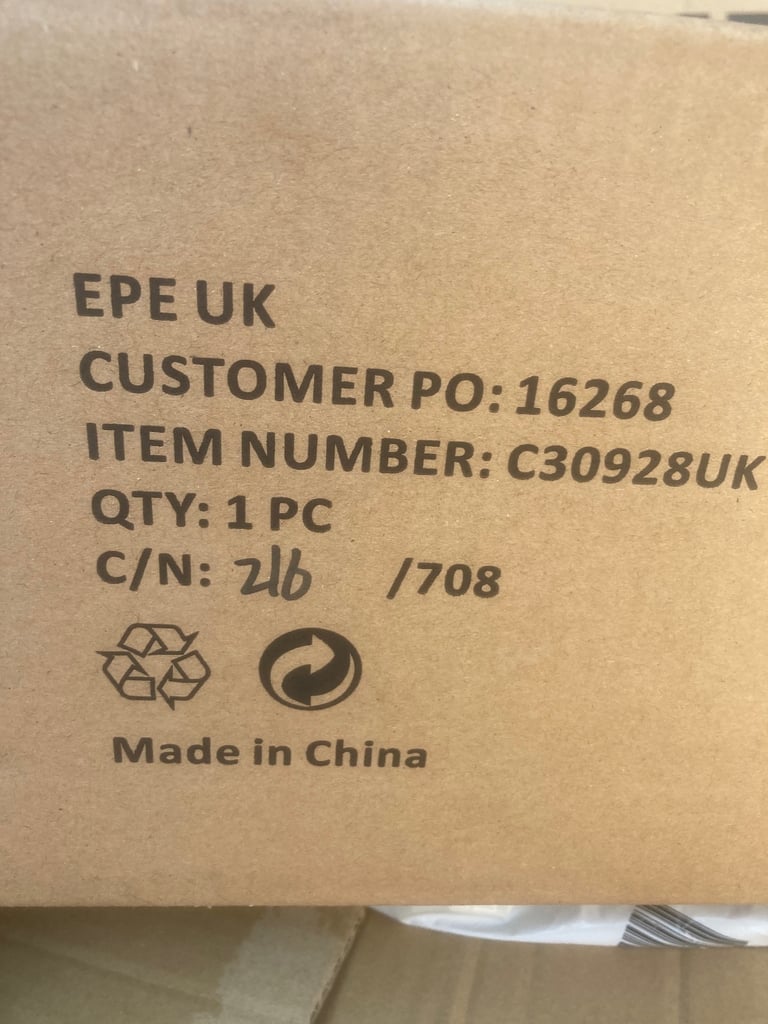 EPE UK
CUSTOMER PO: 16268
ITEM NUMBER: C30928UK
QTY: 1 PC
C/N: 216 /708
Made in China